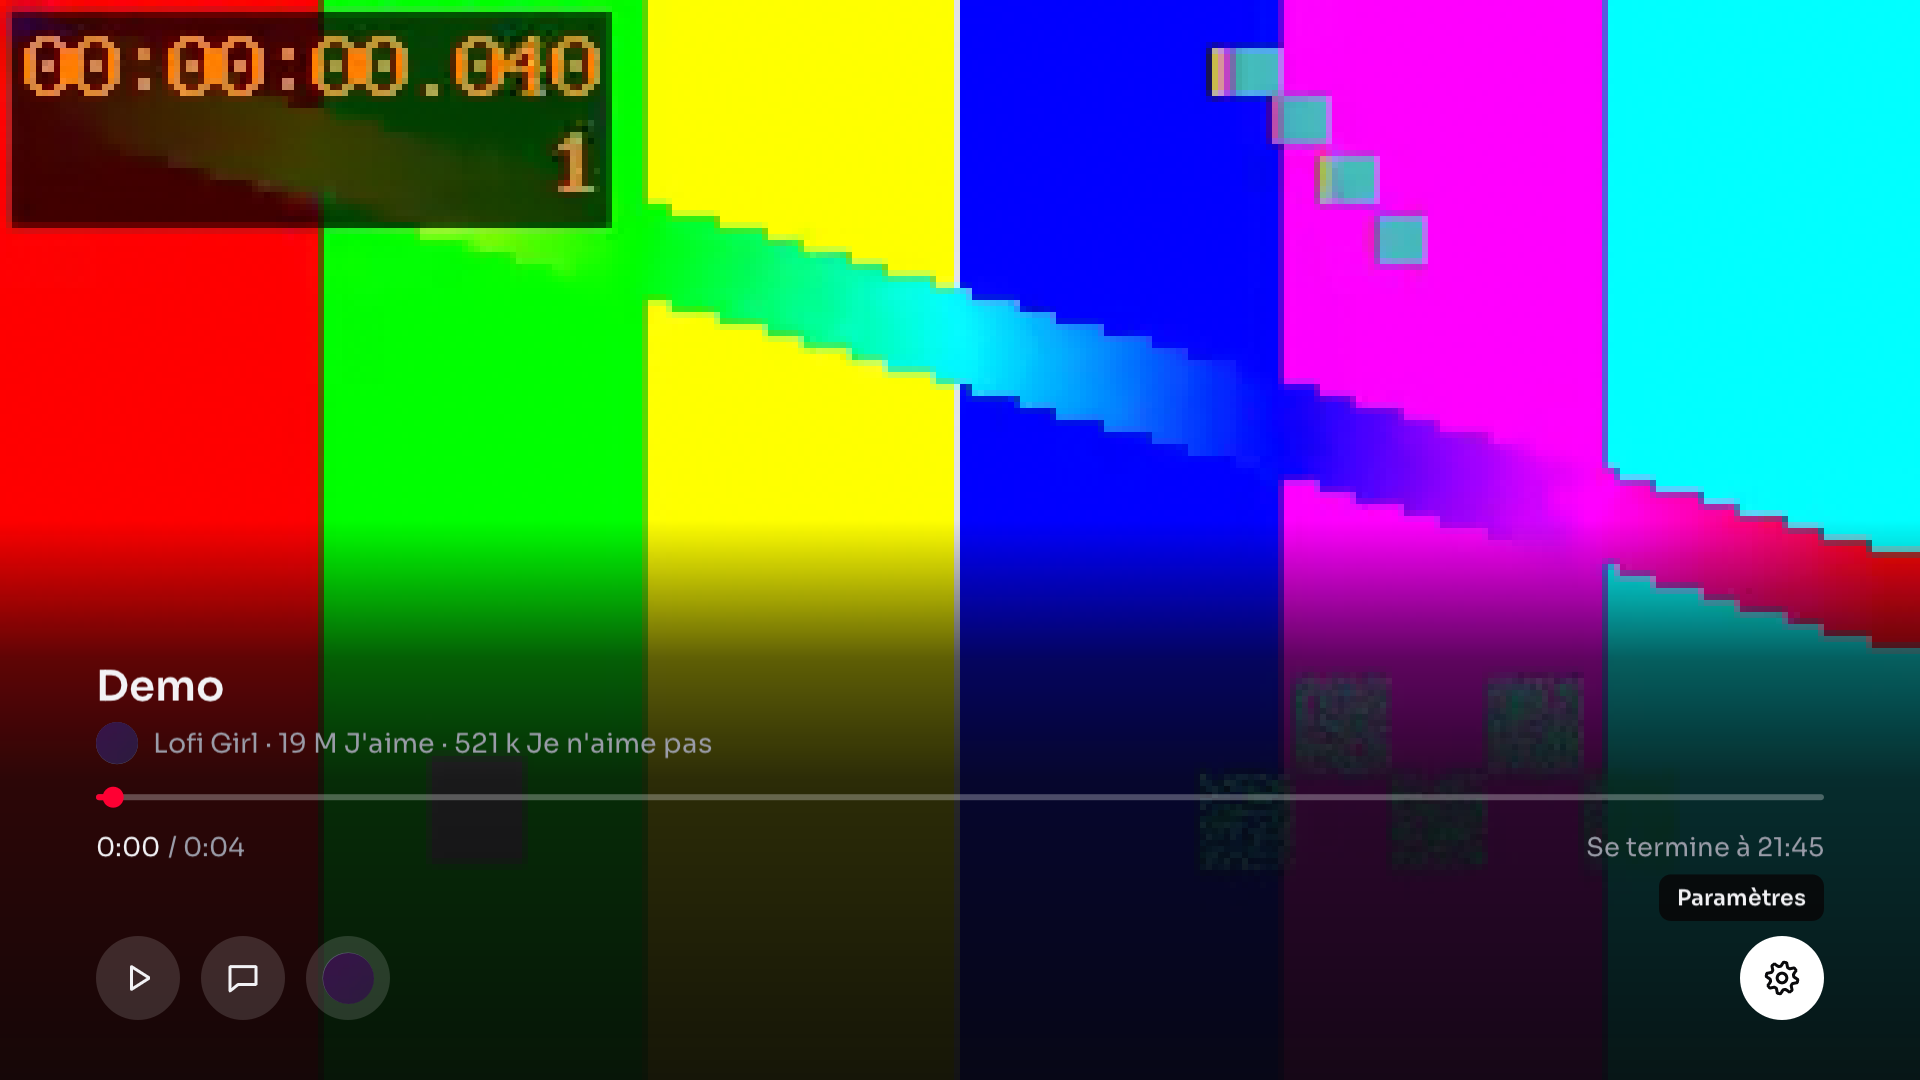 00:00:00.040
1
Demo
Lofi Girl · 19 M J'aime · 521 k Je n'aime pas
0:00 / 0:04
Se termine à 21:45
Paramètres